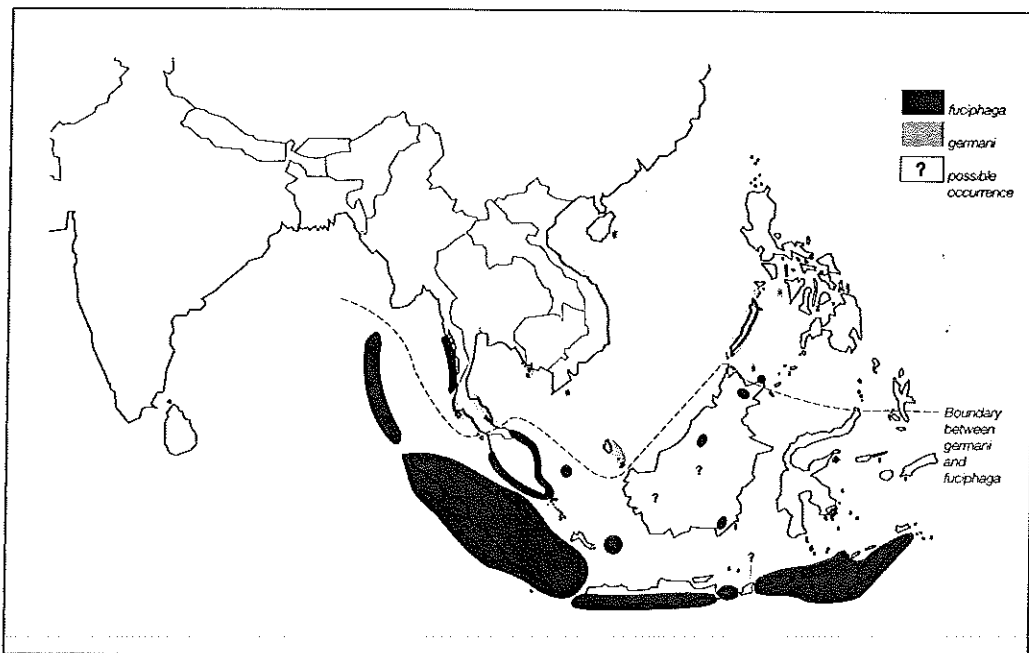 fuciphaga
germani
? possible
occurrence
Boundary
between
germani
and
fuciphaga
?
?
?